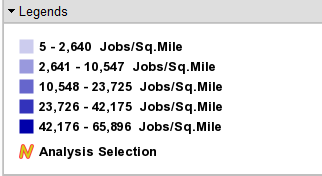 Legends
5 - 2,640 Jobs/Sq.Mile
2,641 - 10,547 Jobs/Sq.Mile
10,548 - 23,725 Jobs/Sq.Mile
23,726 - 42,175 Jobs/Sq.Mile
42,176 - 65,896 Jobs/Sq.Mile
Analysis Selection